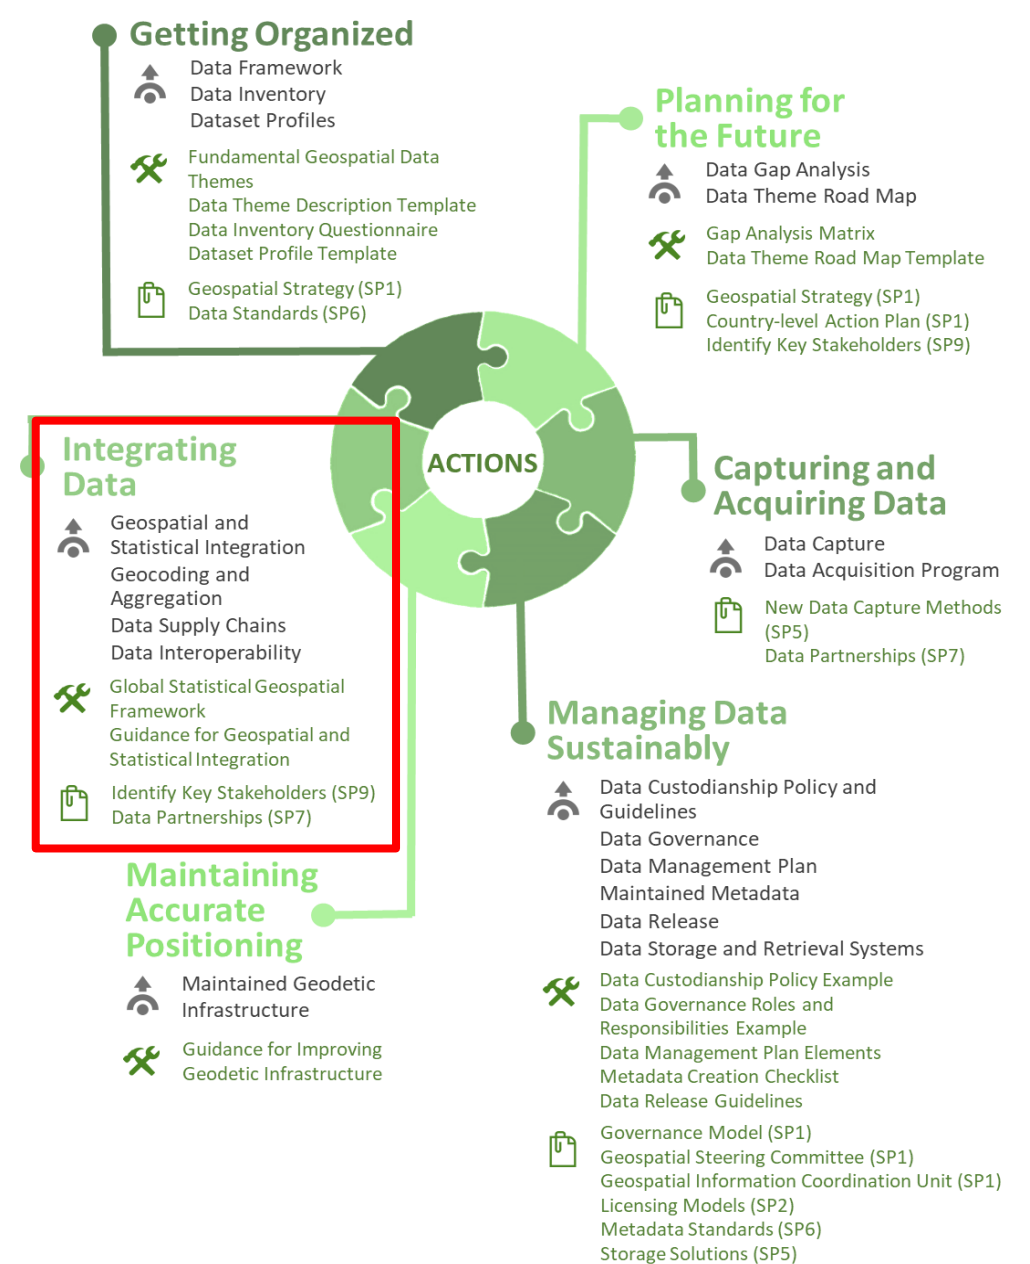 Getting Organized
Data Framework
Data Inventory
Dataset Profiles
Fundamental Geospatial Data
Themes
Data Theme Description Template
Data Inventory Questionnaire
Dataset Profile Template
Geospatial Strategy (SP1)
Data Standards (SP6)
Planning for
the Future
Data Gap Analysis
Data Theme Road Map
Gap Analysis Matrix
Data Theme Road Map Template
Geospatial Strategy (SP1)
Country-level Action Plan (SP1)
Identify Key Stakeholders (SP9)
ACTIONS
Integrating
Data
Geospatial and
Statistical Integration
Geocoding and
Aggregation
Data Supply Chains
Data Interoperability
Global Statistical Geospatial
Framework
Guidance for Geospatial and
Statistical Integration
Identify Key Stakeholders (SP9)
Data Partnerships (SP7)
Capturing and
Acquiring Data
Data Capture
Data Acquisition Program
New Data Capture Methods
(SP5)
Data Partnerships (SP7)
Managing Data
Sustainably
Data Custodianship Policy and
Guidelines
Data Governance
Data Management Plan
Maintained Metadata
Data Release
Data Storage and Retrieval Systems
Data Custodianship Policy Example
Data Governance Roles and
Responsibilities Example
Data Management Plan Elements
Metadata Creation Checklist
Data Release Guidelines
Governance Model (SP1)
Geospatial Steering Committee (SP1)
Geospatial Information Coordination Unit (SP1)
Licensing Models (SP2)
Metadata Standards (SP6)
Storage Solutions (SP5)
Maintaining
Accurate
Positioning
Maintained Geodetic
Infrastructure
Guidance for Improving
Geodetic Infrastructure